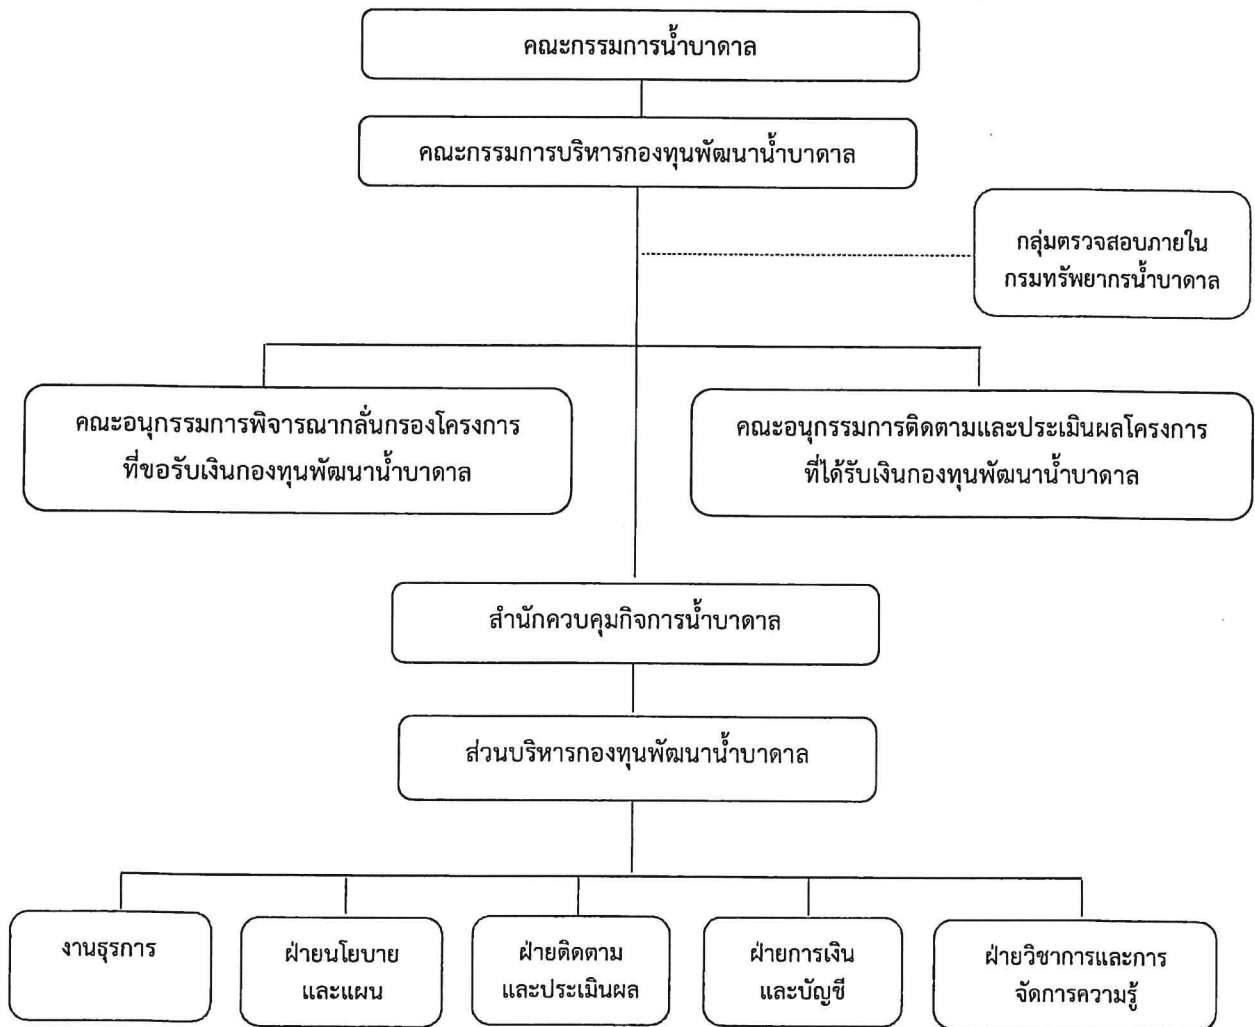 คณะกรรมการน้ำบาดาล
คณะกรรมการบริหารกองทุนพัฒนาน้ำบาดาล
กลุ่มตรวจสอบภายใน
กรมทรัพยากรน้ำบาดาล
คณะอนุกรรมการพิจารณากลั่นกรองโครงการ
ที่ขอรับเงินกองทุนพัฒนาน้ำบาดาล
คณะอนุกรรมการติดตามและประเมินผลโครงการ
ที่ได้รับเงินกองทุนพัฒนาน้ำบาดาล
สำนักควบคุมกิจการน้ำบาดาล
ส่วนบริหารกองทุนพัฒนาน้ำบาดาล
งานธุรการ
ฝ่ายนโยบาย
และแผน
ฝ่ายติดตาม
และประเมินผล
ฝ่ายการเงิน
และบัญชี
ฝ่ายวิชาการและการ
จัดการความรู้